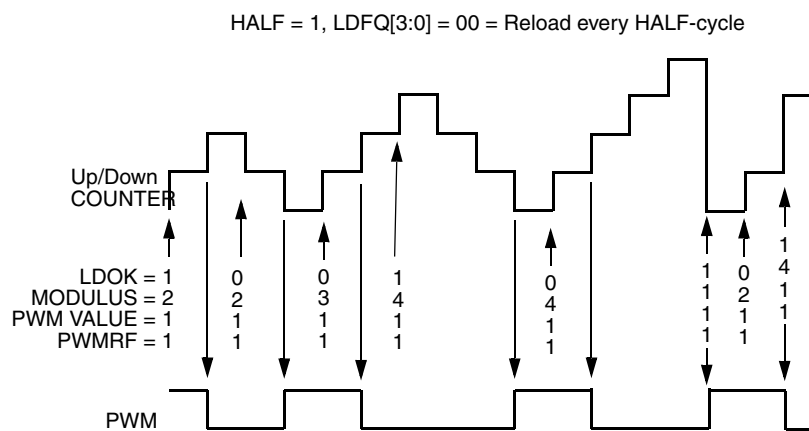 HALF = 1, LDFQ[3:0] = 00 = Reload every HALF-cycle
Up/Down
COUNTER
LDOK = 1 0 0 1 0 1 0 1
MODULUS = 2 2 3 4 4 1 2 4
PWM VALUE = 1 1 1 1 1 1 1 1
PWMRF = 1 1 1 1 1 1 1 1
PWM